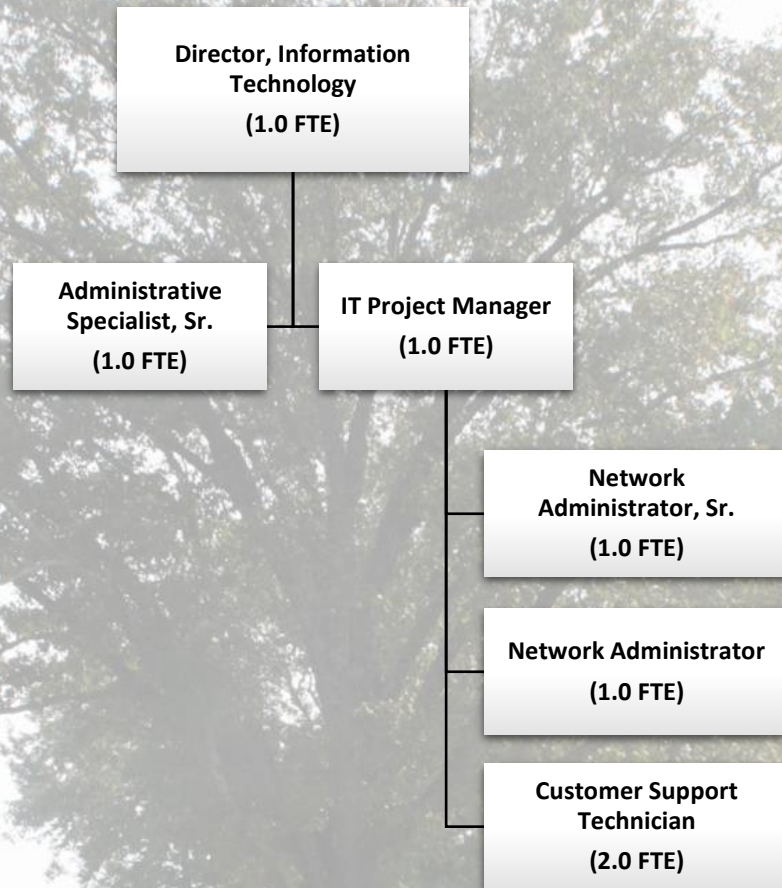 Director, Information
Technology
(1.0 FTE)
Administrative
Specialist, Sr.
(1.0 FTE)
IT Project Manager
(1.0 FTE)
Network
Administrator, Sr.
(1.0 FTE)
Network Administrator
(1.0 FTE)
Customer Support
Technician
(2.0 FTE)